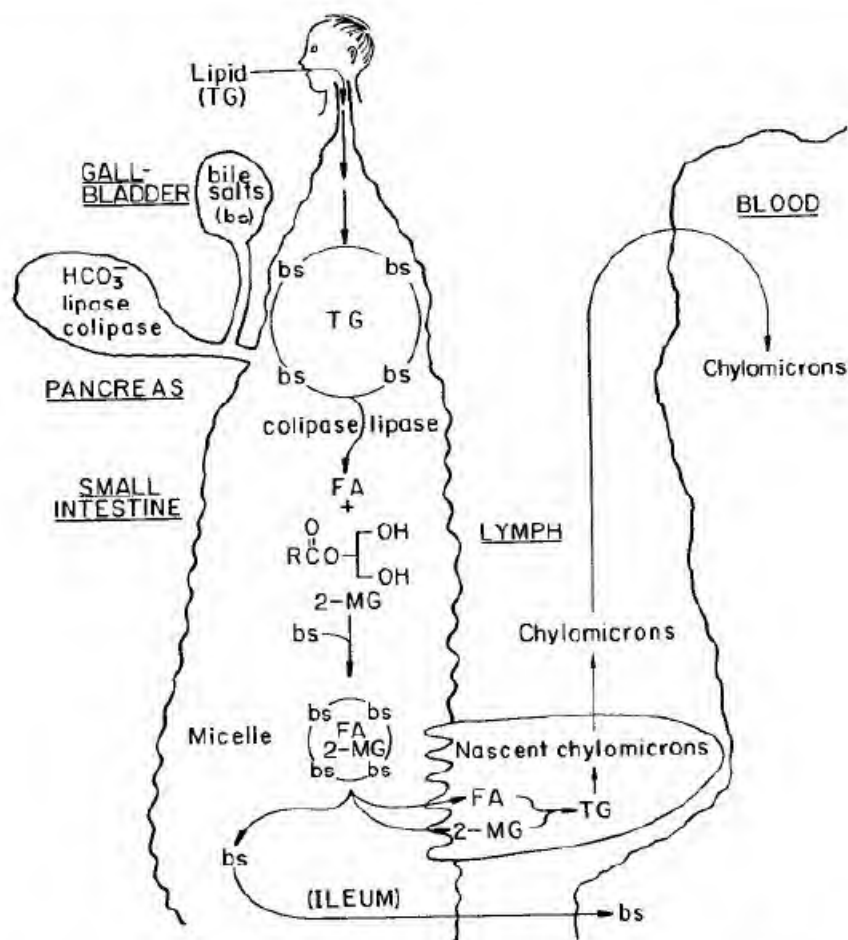 Lipid
(TG)
GALL-
BLADDER
bile
salts
(bs)
BLOOD
HCO₃⁻
lipase
colipase
bs bs
TG
bs bs
Chylomicrons
PANCREAS
colipase lipase
SMALL
INTESTINE
FA
+
LYMPH
O
RCO
OH
OH
2-MG
bs
Chylomicrons
Micelle
bs bs
FA
2-MG
bs bs
Nascent chylomicrons
FA
TG
2-MG
bs
(ILEUM)
bs